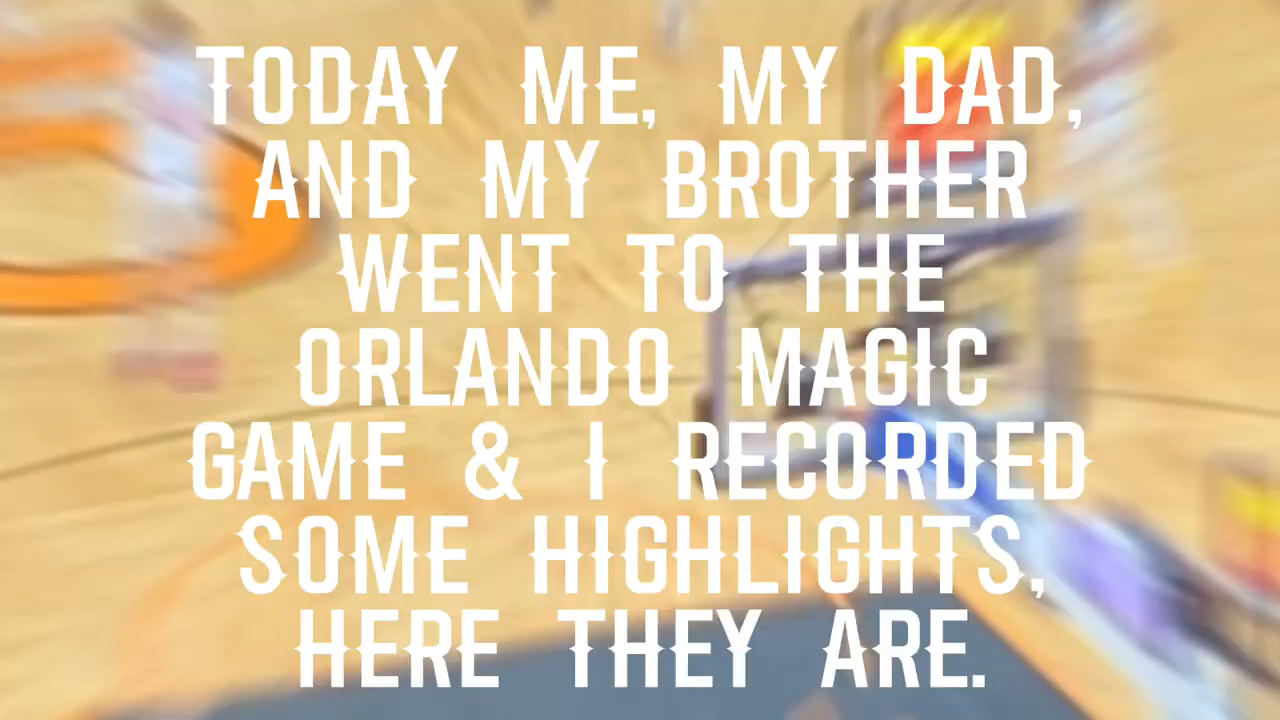 TODAY ME, MY DAD,
AND MY BROTHER
WENT TO THE
ORLANDO MAGIC
GAME & I RECORDED
SOME HIGHLIGHTS,
HERE THEY ARE.